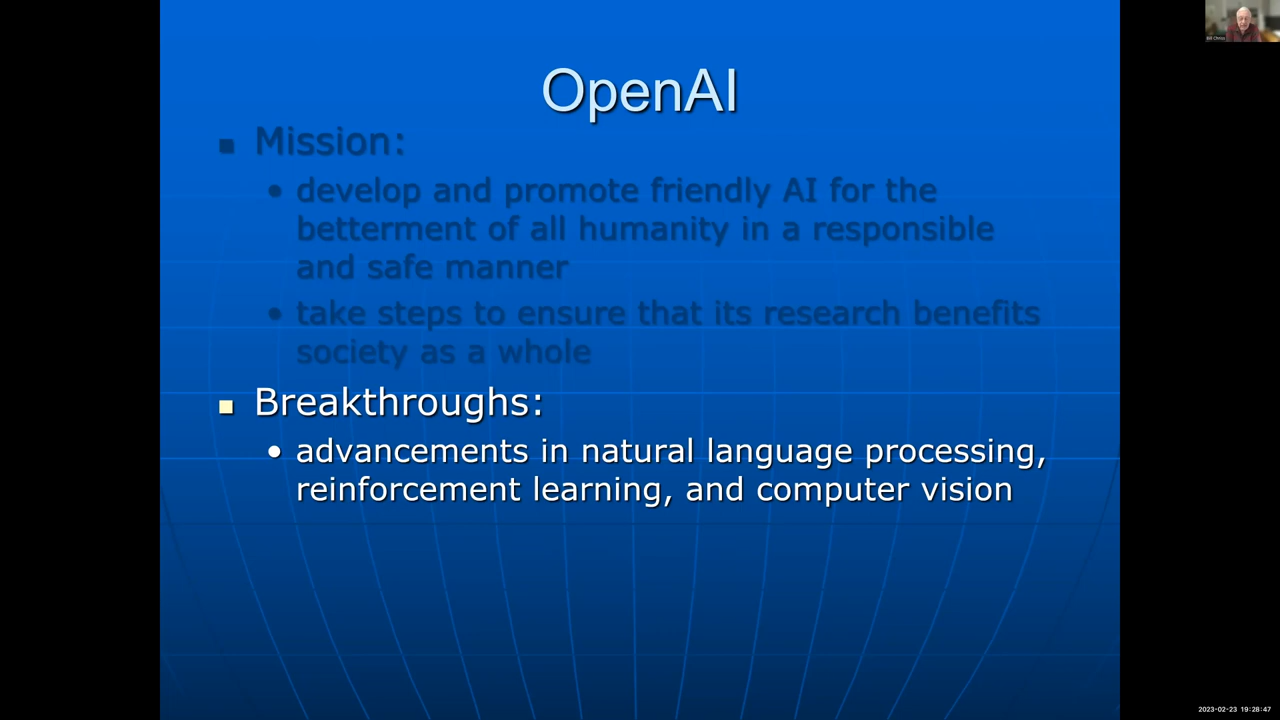 OpenAI
Mission:
develop and promote friendly AI for the
betterment of all humanity in a responsible
and safe manner
take steps to ensure that its research benefits
society as a whole
Breakthroughs:
advancements in natural language processing,
reinforcement learning, and computer vision
2023-02-23 19:28:47